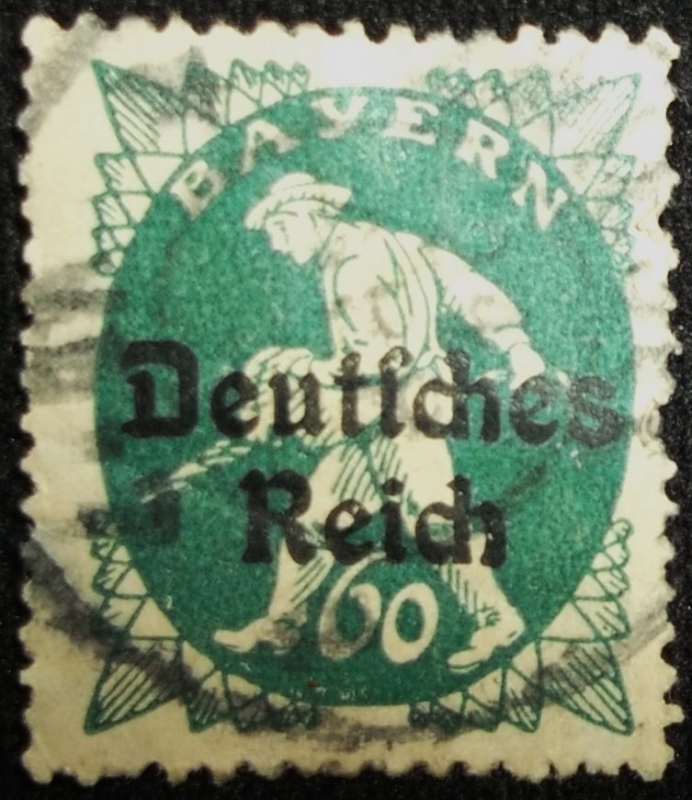 BAYERN
Deutſches
Reich
60